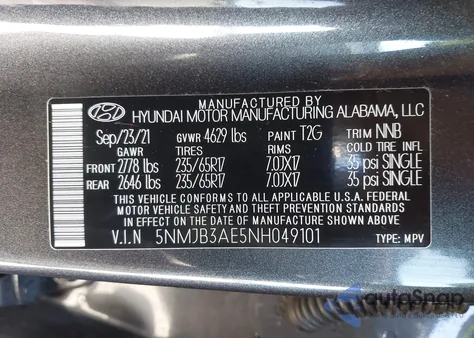 MANUFACTURED BY
HYUNDAI MOTOR MANUFACTURING ALABAMA, LLC
Sep/23/21 GVWR 4629 lbs PAINT T2G TRIM NNB
GAWR TIRES RIMS COLD TIRE INFL
FRONT 2778 lbs 235/65R17 7.0JX17 35 psi SINGLE
REAR 2646 lbs 235/65R17 7.0JX17 35 psi SINGLE
THIS VEHICLE CONFORMS TO ALL APPLICABLE U.S.A. FEDERAL
MOTOR VEHICLE SAFETY AND THEFT PREVENTION STANDARDS
IN EFFECT ON THE DATE OF MANUFACTURE SHOWN ABOVE.
V.I.N 5NMJB3AE5NH049101 TYPE: MPV
autoSnap